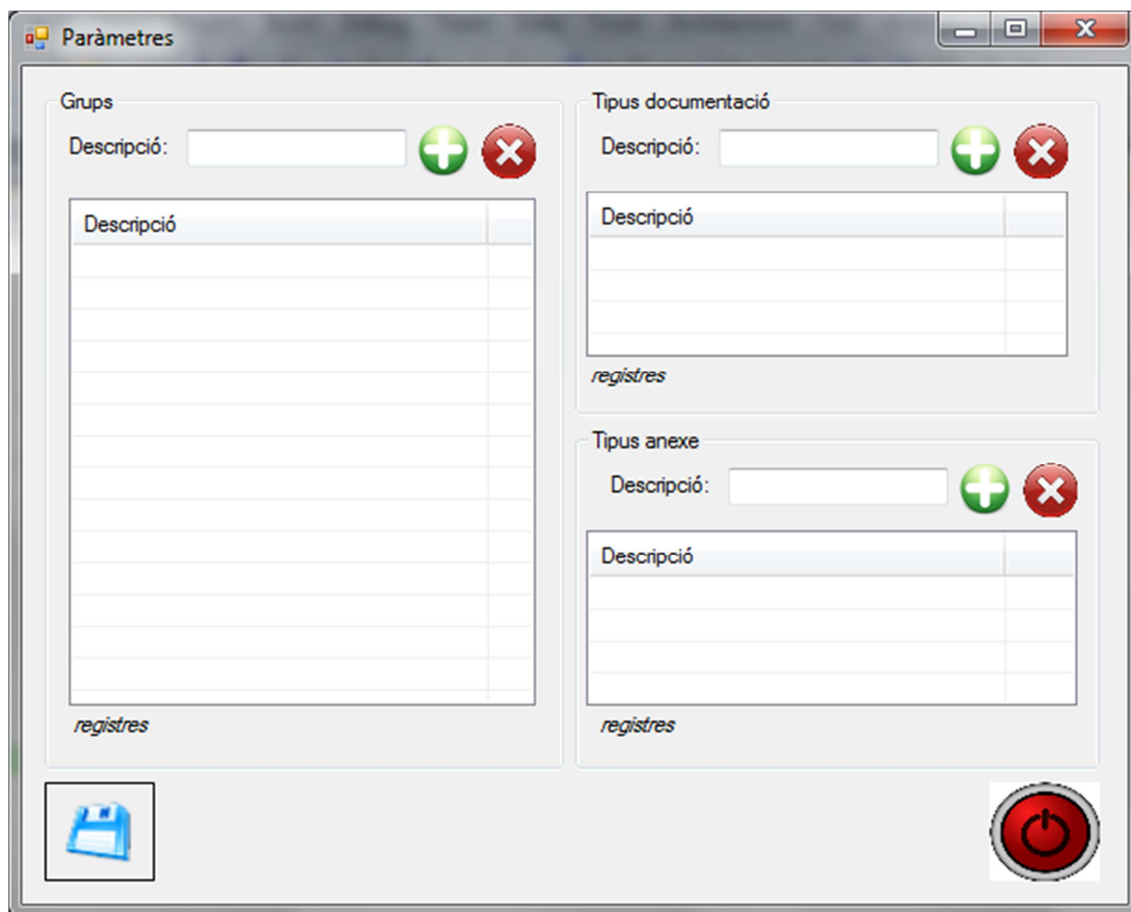 Paràmetres
Grups
Descripció:
Descripció
registres
Tipus documentació
Descripció:
Descripció
registres
Tipus anexe
Descripció:
Descripció
registres